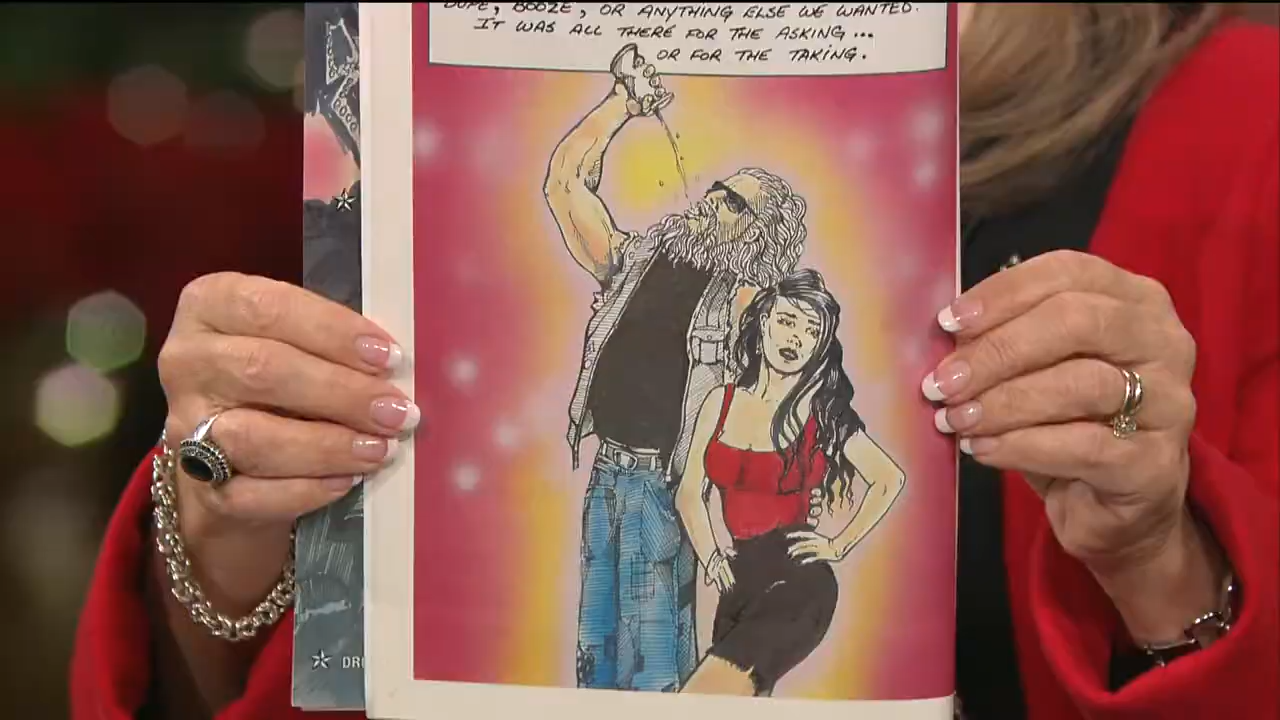 DOPE, BOOZE, OR ANYTHING ELSE WE WANTED.
IT WAS ALL THERE FOR THE ASKING...
OR FOR THE TAKING.